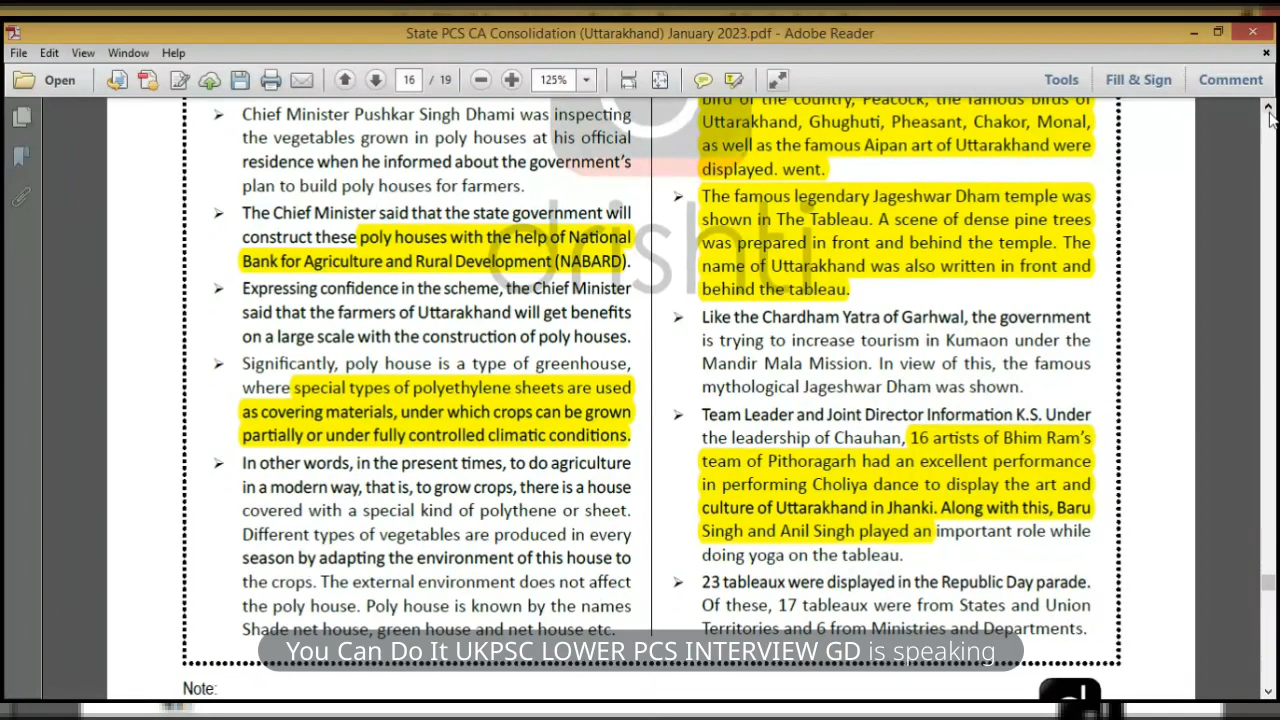 State PCS CA Consolidation (Uttarakhand) January 2023.pdf - Adobe Reader
File Edit View Window Help
Open
16 / 19
125%
Tools Fill & Sign Comment
Chief Minister Pushkar Singh Dhami was inspecting
the vegetables grown in poly houses at his official
residence when he informed about the government's
plan to build poly houses for farmers.
The Chief Minister said that the state government will
construct these poly houses with the help of National
Bank for Agriculture and Rural Development (NABARD).
Expressing confidence in the scheme, the Chief Minister
said that the farmers of Uttarakhand will get benefits
on a large scale with the construction of poly houses.
Significantly, poly house is a type of greenhouse,
where special types of polyethylene sheets are used
as covering materials, under which crops can be grown
partially or under fully controlled climatic conditions.
In other words, in the present times, to do agriculture
in a modern way, that is, to grow crops, there is a house
covered with a special kind of polythene or sheet.
Different types of vegetables are produced in every
season by adapting the environment of this house to
the crops. The external environment does not affect
the poly house. Poly house is known by the names
Shade net house, green house and net house etc.
bird of the country, Peacock, the famous birds of
Uttarakhand, Ghughuti, Pheasant, Chakor, Monal,
as well as the famous Aipan art of Uttarakhand were
displayed. went.
The famous legendary Jageshwar Dham temple was
shown in The Tableau. A scene of dense pine trees
was prepared in front and behind the temple. The
name of Uttarakhand was also written in front and
behind the tableau.
Like the Chardham Yatra of Garhwal, the government
is trying to increase tourism in Kumaon under the
Mandir Mala Mission. In view of this, the famous
mythological Jageshwar Dham was shown.
Team Leader and Joint Director Information K.S. Under
the leadership of Chauhan, 16 artists of Bhim Ram's
team of Pithoragarh had an excellent performance
in performing Choliya dance to display the art and
culture of Uttarakhand in Jhanki. Along with this, Baru
Singh and Anil Singh played an important role while
doing yoga on the tableau.
23 tableaux were displayed in the Republic Day parade.
Of these, 17 tableaux were from States and Union
Territories and 6 from Ministries and Departments.
drishti
You Can Do It UKPSC LOWER PCS INTERVIEW GD is speaking
Note: